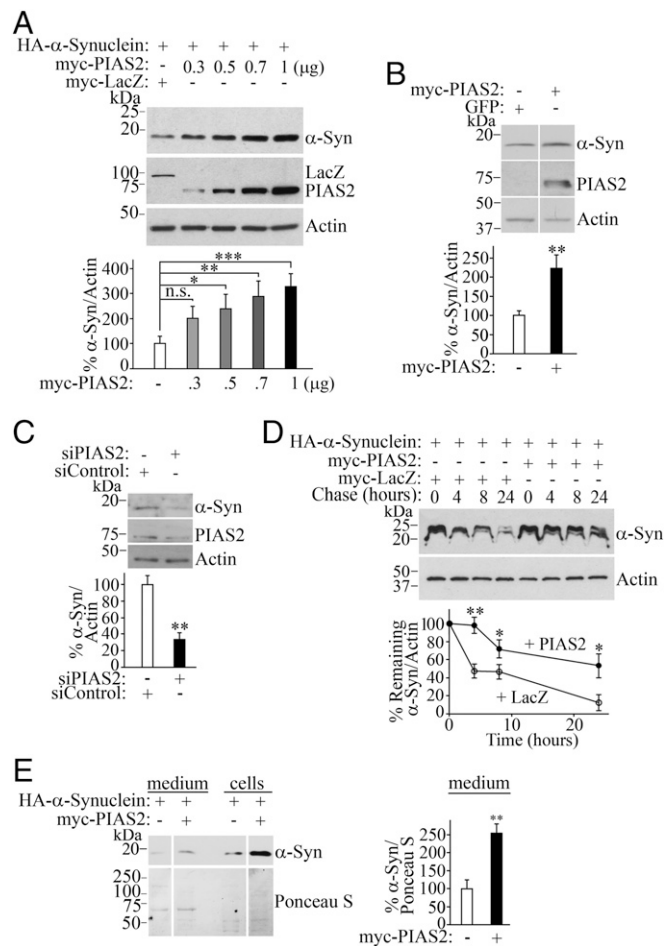 A
HA-α-Synuclein: + + + + +
myc-PIAS2: - 0.3 0.5 0.7 1 (μg)
myc-LacZ: + - - - -
kDa
25
20
α-Syn
15
100
LacZ
75
PIAS2
50
Actin
***
**
*
n.s.
% α-Syn/Actin
400
300
200
100
0
myc-PIAS2: - .3 .5 .7 1 (μg)
B
myc-PIAS2: - +
GFP: + -
kDa
20
α-Syn
75
PIAS2
50
50
Actin
37
**
% α-Syn/Actin
250
200
150
100
50
0
myc-PIAS2: - +
C
siPIAS2: - +
siControl: + -
kDa
20
α-Syn
75
PIAS2
50
Actin
% α-Syn/
Actin
100
80
60
40
20
0
**
siPIAS2: - +
siControl: + -
D
HA-α-Synuclein: + + + + + + + +
myc-PIAS2: - - - - + + + +
myc-LacZ: + + + + - - - -
Chase (hours) 0 4 8 24 0 4 8 24
kDa
25
20
α-Syn
50
37
Actin
% Remaining
α-Syn/Actin
100
80
60
40
20
0
** * *
+ PIAS2
+ LacZ
0 10 20
Time (hours)
E
medium cells
HA-α-Synuclein: + + + +
myc-PIAS2: - + - +
kDa
20
α-Syn
250
100
75
50
Ponceau S
medium
**
% α-Syn/
Ponceau S
250
200
150
100
50
0
myc-PIAS2: - +